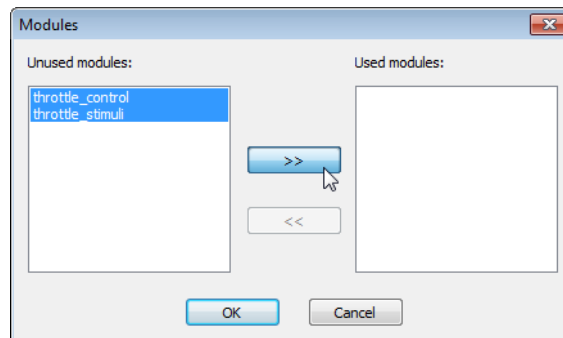 Modules
Unused modules:
Used modules:
throttle_control
throttle_stimuli
>>
<<
OK
Cancel